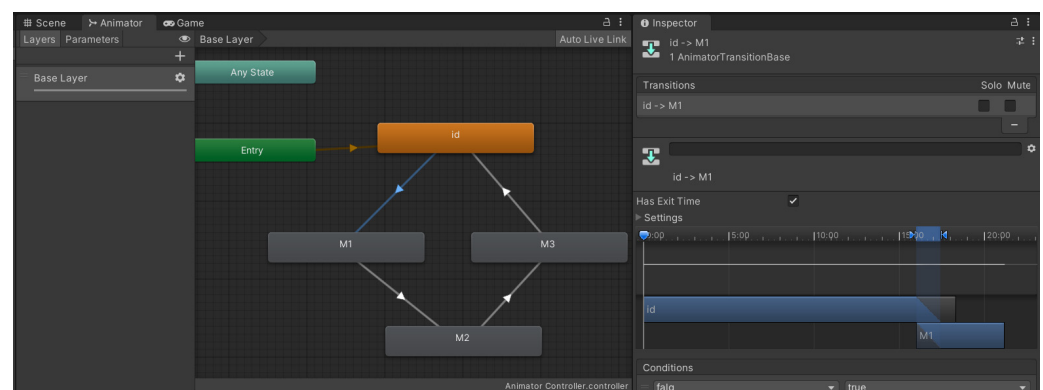 Scene Animator Game
Layers Parameters Base Layer Auto Live Link
Base Layer
Any State
id
Entry
M1
M3
M2
Animator Controller.controller
Inspector
id -> M1
1 AnimatorTransitionBase
Transitions Solo Mute
id -> M1
id -> M1
Has Exit Time
Settings
0:00 5:00 10:00 15:00 20:00
id
M1
Conditions
falg true